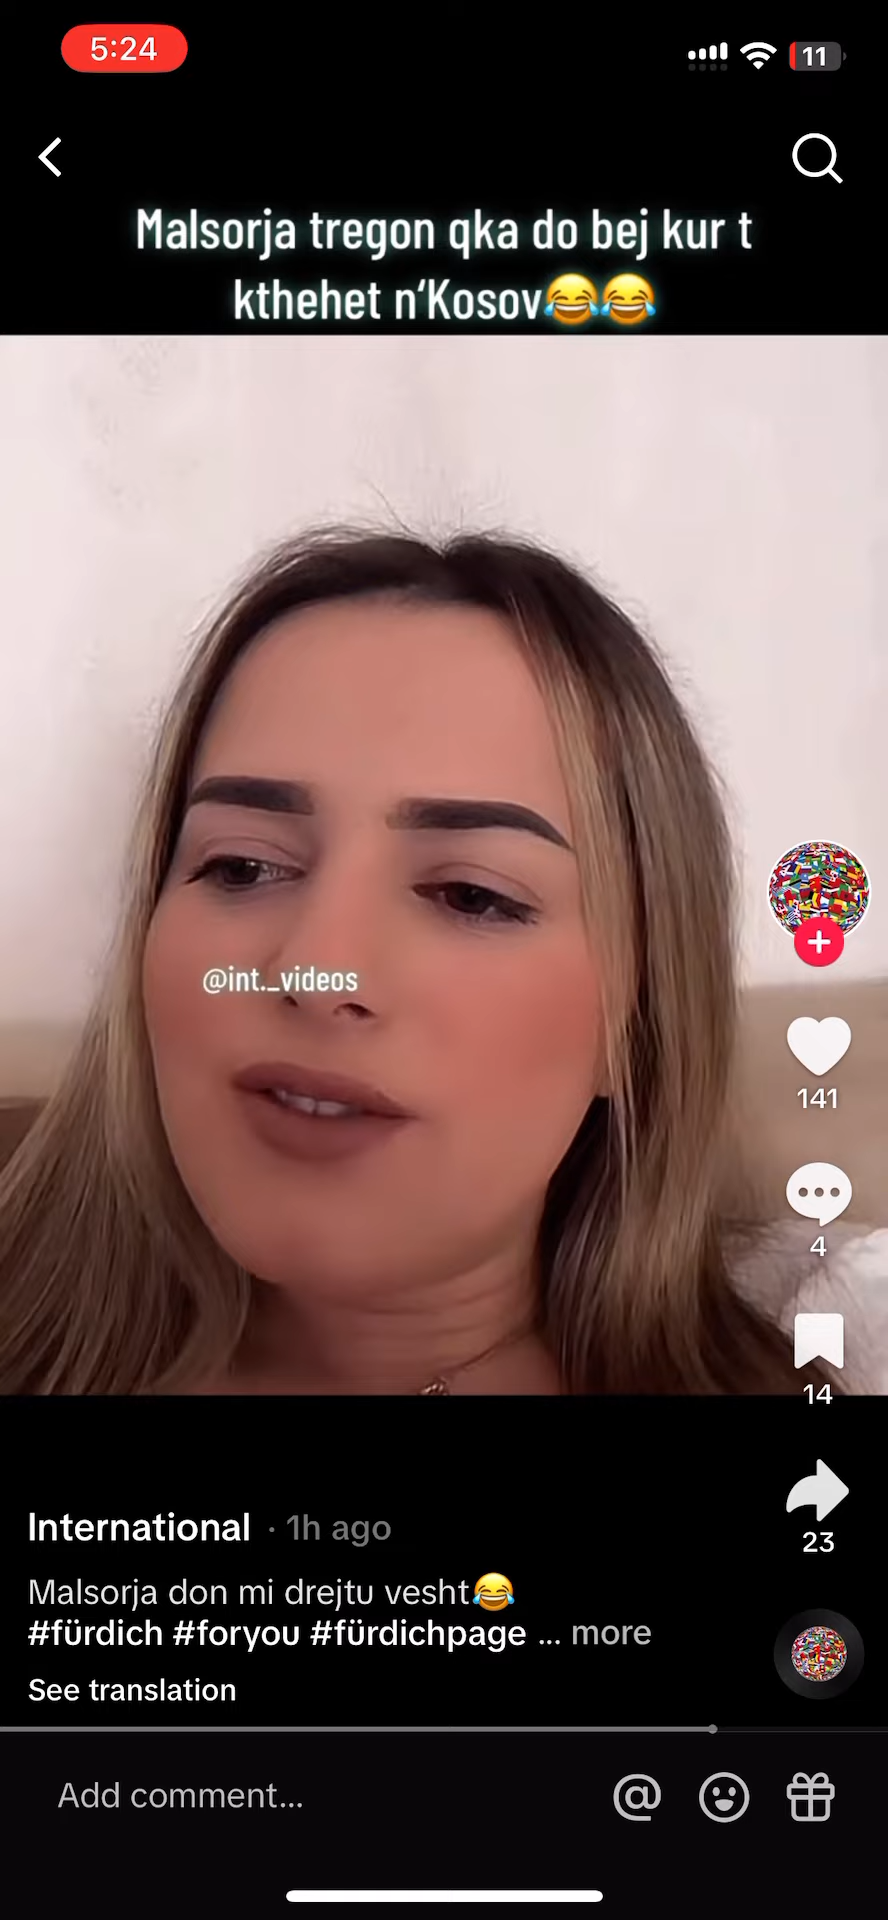 5:24
11
Malsorja tregon qka do bej kur t
kthehet n‘Kosov😂😂
@int._videos
141
4
14
23
International · 1h ago
Malsorja don mi drejtu vesht😂
#fürdich #foryou #fürdichpage ... more
See translation
Add comment...